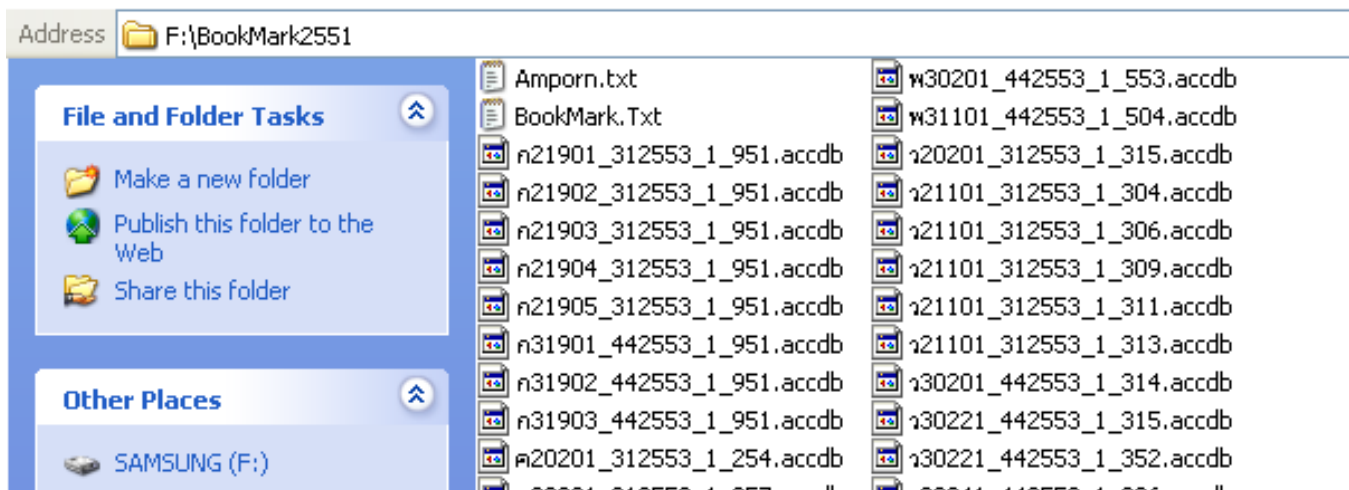 Address F:\BookMark2551
File and Folder Tasks
Make a new folder
Publish this folder to the
Web
Share this folder
Other Places
SAMSUNG (F:)
Amporn.txt
BookMark.Txt
ก21901_312553_1_951.accdb
ก21902_312553_1_951.accdb
ก21903_312553_1_951.accdb
ก21904_312553_1_951.accdb
ก21905_312553_1_951.accdb
ก31901_442553_1_951.accdb
ก31902_442553_1_951.accdb
ก31903_442553_1_951.accdb
ค20201_312553_1_254.accdb
พ30201_442553_1_553.accdb
พ31101_442553_1_504.accdb
ว20201_312553_1_315.accdb
ว21101_312553_1_304.accdb
ว21101_312553_1_306.accdb
ว21101_312553_1_309.accdb
ว21101_312553_1_311.accdb
ว21101_312553_1_313.accdb
ว30201_442553_1_314.accdb
ว30221_442553_1_315.accdb
ว30221_442553_1_352.accdb